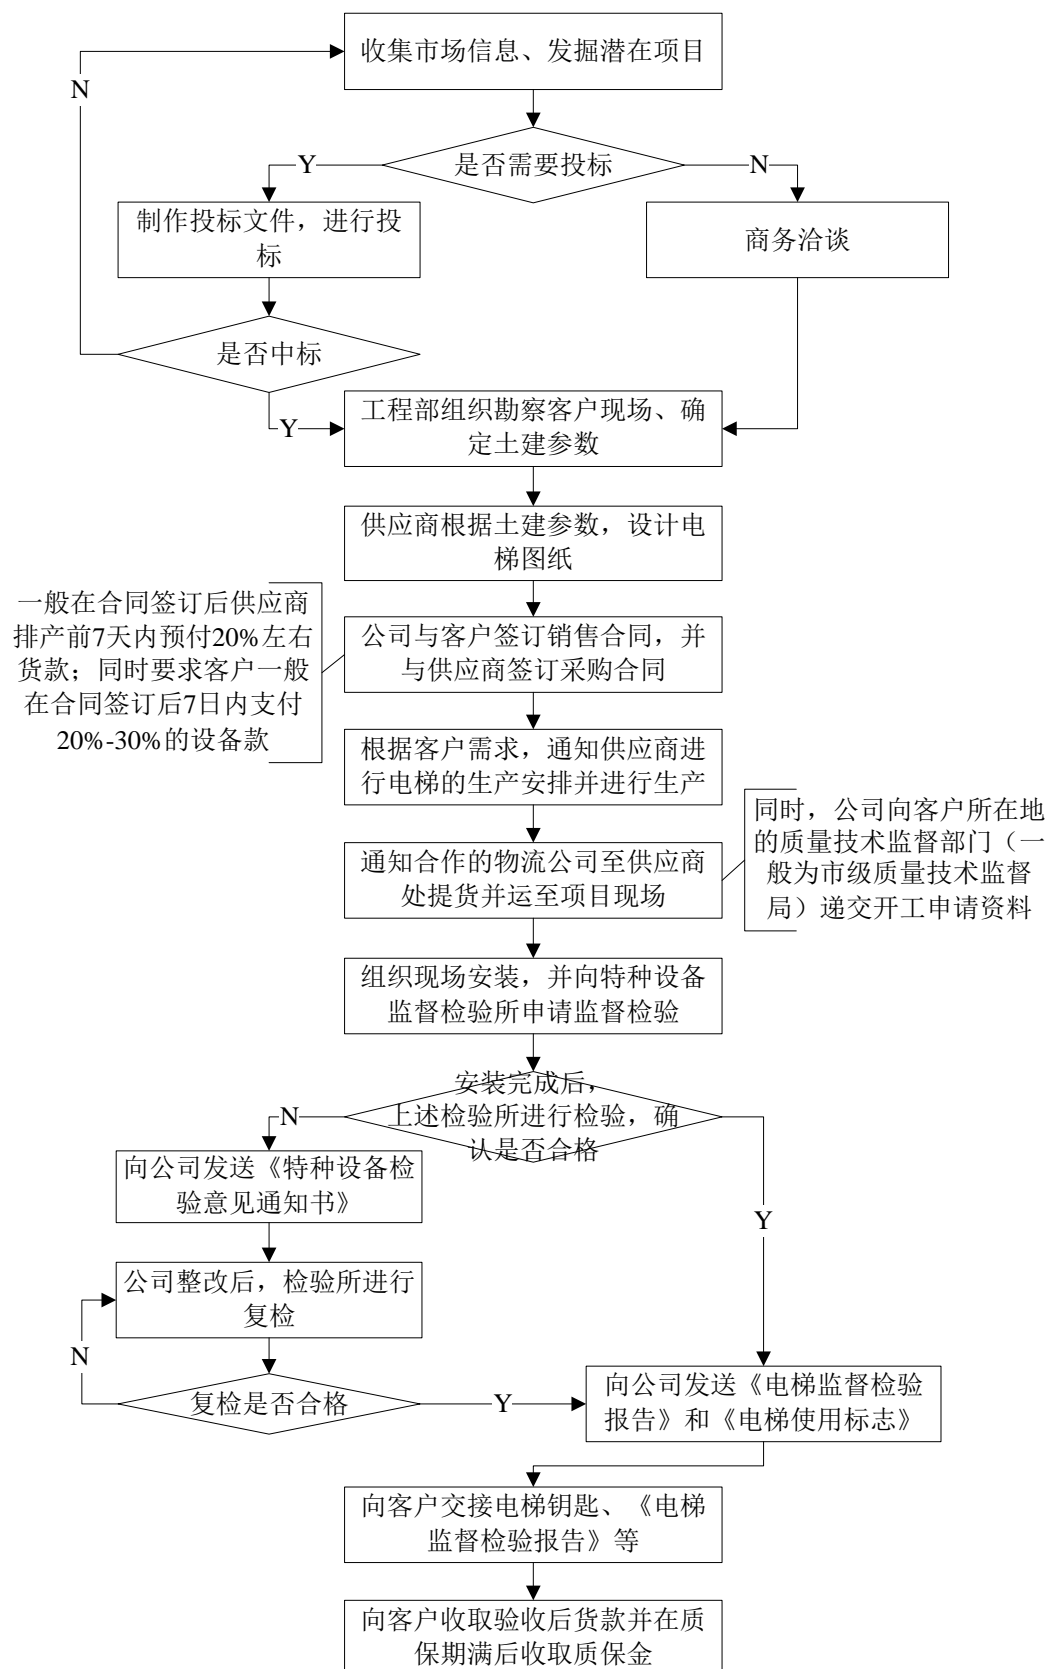 收集市场信息、发掘潜在项目
N
是否需要投标
Y
N
制作投标文件，进行投
标
商务洽谈
是否中标
Y
工程部组织勘察客户现场、确
定土建参数
供应商根据土建参数，设计电
梯图纸
一般在合同签订后供应商
排产前7天内预付20%左右
货款；同时要求客户一般
在合同签订后7日内支付
20%-30%的设备款
公司与客户签订销售合同，并
与供应商签订采购合同
根据客户需求，通知供应商进
行电梯的生产安排并进行生产
同时，公司向客户所在地
的质量技术监督部门（一
般为市级质量技术监督
局）递交开工申请资料
通知合作的物流公司至供应商
处提货并运至项目现场
组织现场安装，并向特种设备
监督检验所申请监督检验
安装完成后，
上述检验所进行检验，确
认是否合格
N
Y
向公司发送《特种设备检
验意见通知书》
公司整改后，检验所进行
复检
N
复检是否合格
Y
向公司发送《电梯监督检验
报告》和《电梯使用标志》
向客户交接电梯钥匙、《电梯
监督检验报告》等
向客户收取验收后货款并在质
保期满后收取质保金